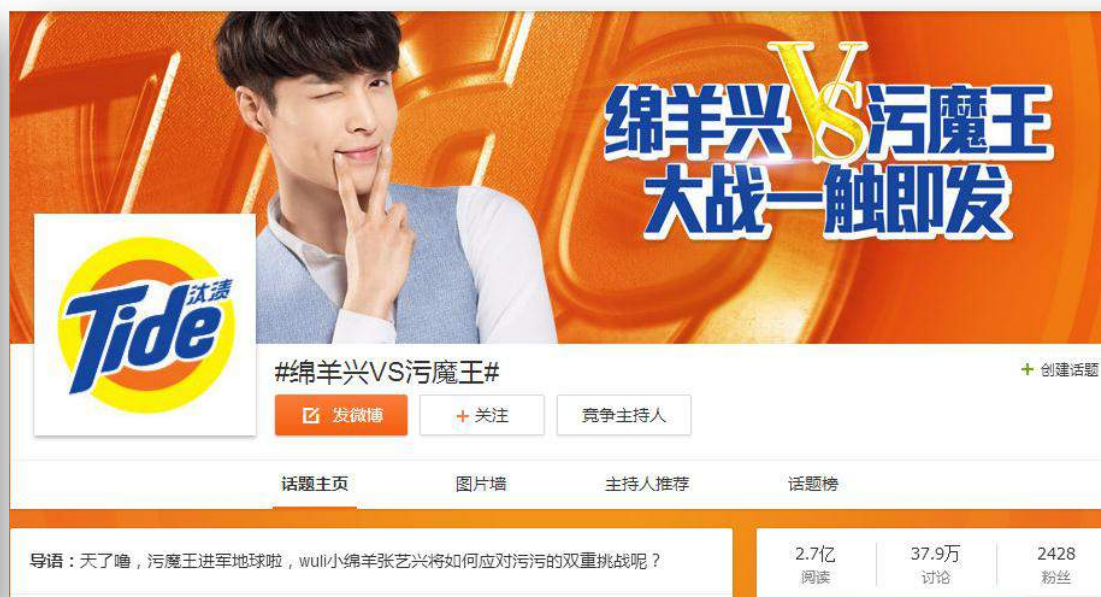 绵羊兴VS污魔王
大战一触即发
Tide
汰渍
#绵羊兴VS污魔王#
+ 创建话题
发微博
+ 关注
竞争主持人
话题主页
图片墙
主持人推荐
话题榜
导语：天了噜，污魔王进军地球啦，wuli小绵羊张艺兴将如何应对污污的双重挑战呢？
2.7亿
阅读
37.9万
讨论
2428
粉丝